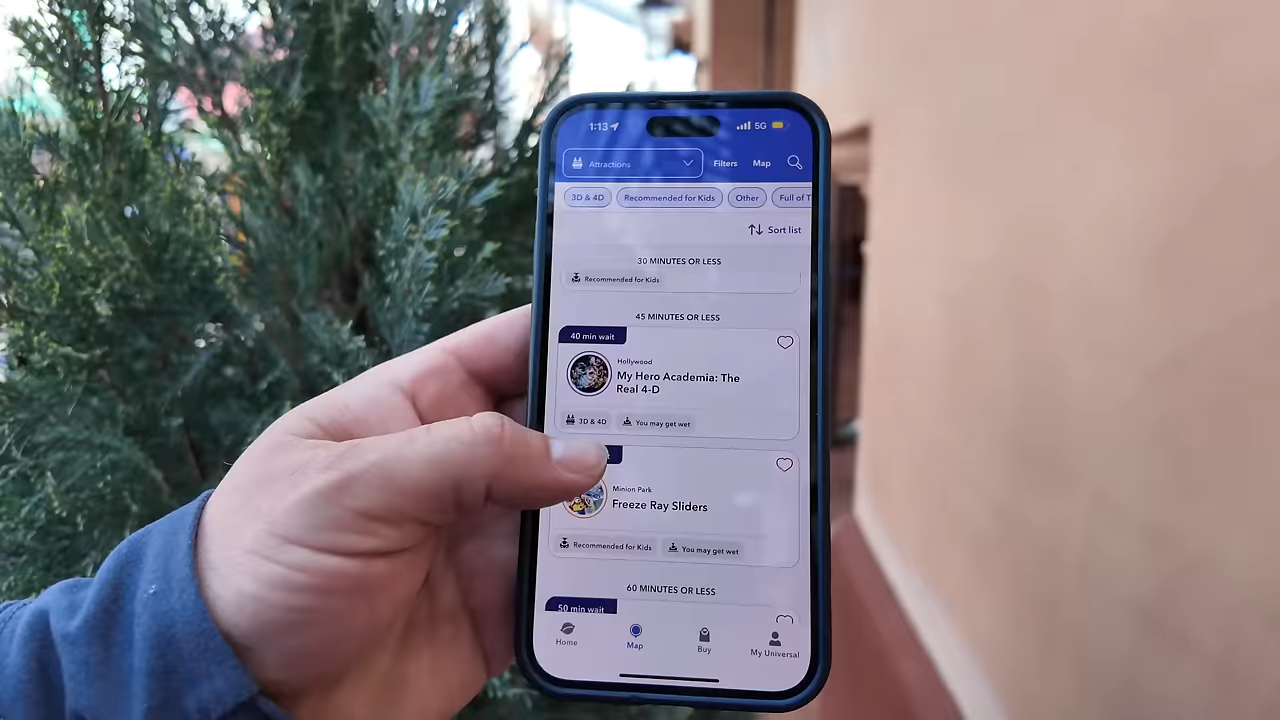 1:13
5G
Attractions
Filters
Map
3D & 4D
Recommended for Kids
Other
Full of T
Sort list
30 MINUTES OR LESS
Recommended for Kids
45 MINUTES OR LESS
40 min wait
Hollywood
My Hero Academia: The
Real 4-D
3D & 4D
You may get wet
Minion Park
Freeze Ray Sliders
Recommended for Kids
You may get wet
60 MINUTES OR LESS
50 min wait
Home
Map
Buy
My Universal